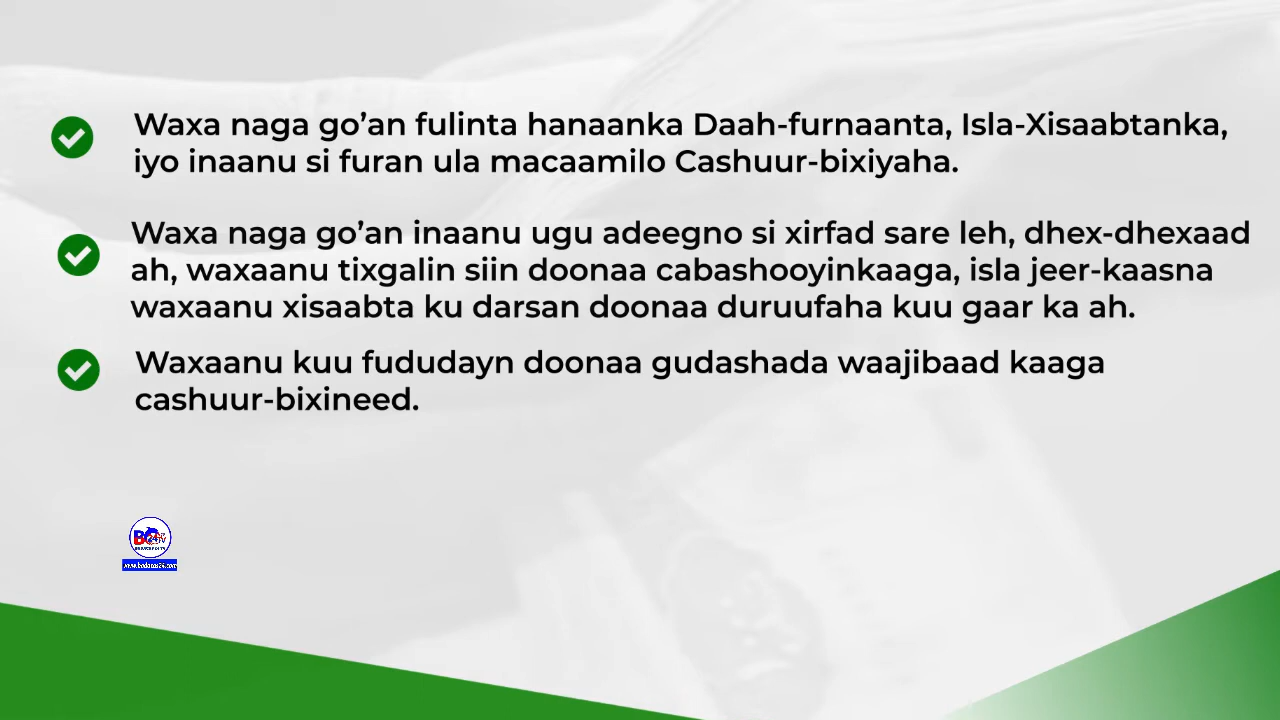 Waxa naga go’an fulinta hanaanka Daah-furnaanta, Isla-Xisaabtanka,
iyo inaanu si furan ula macaamilo Cashuur-bixiyaha.
Waxa naga go’an inaanu ugu adeegno si xirfad sare leh, dhex-dhexaad
ah, waxaanu tixgalin siin doonaa cabashooyinkaaga, isla jeer-kaasna
waxaanu xisaabta ku darsan doonaa duruufaha kuu gaar ka ah.
Waxaanu kuu fududayn doonaa gudashada waajibaad kaaga
cashuur-bixineed.